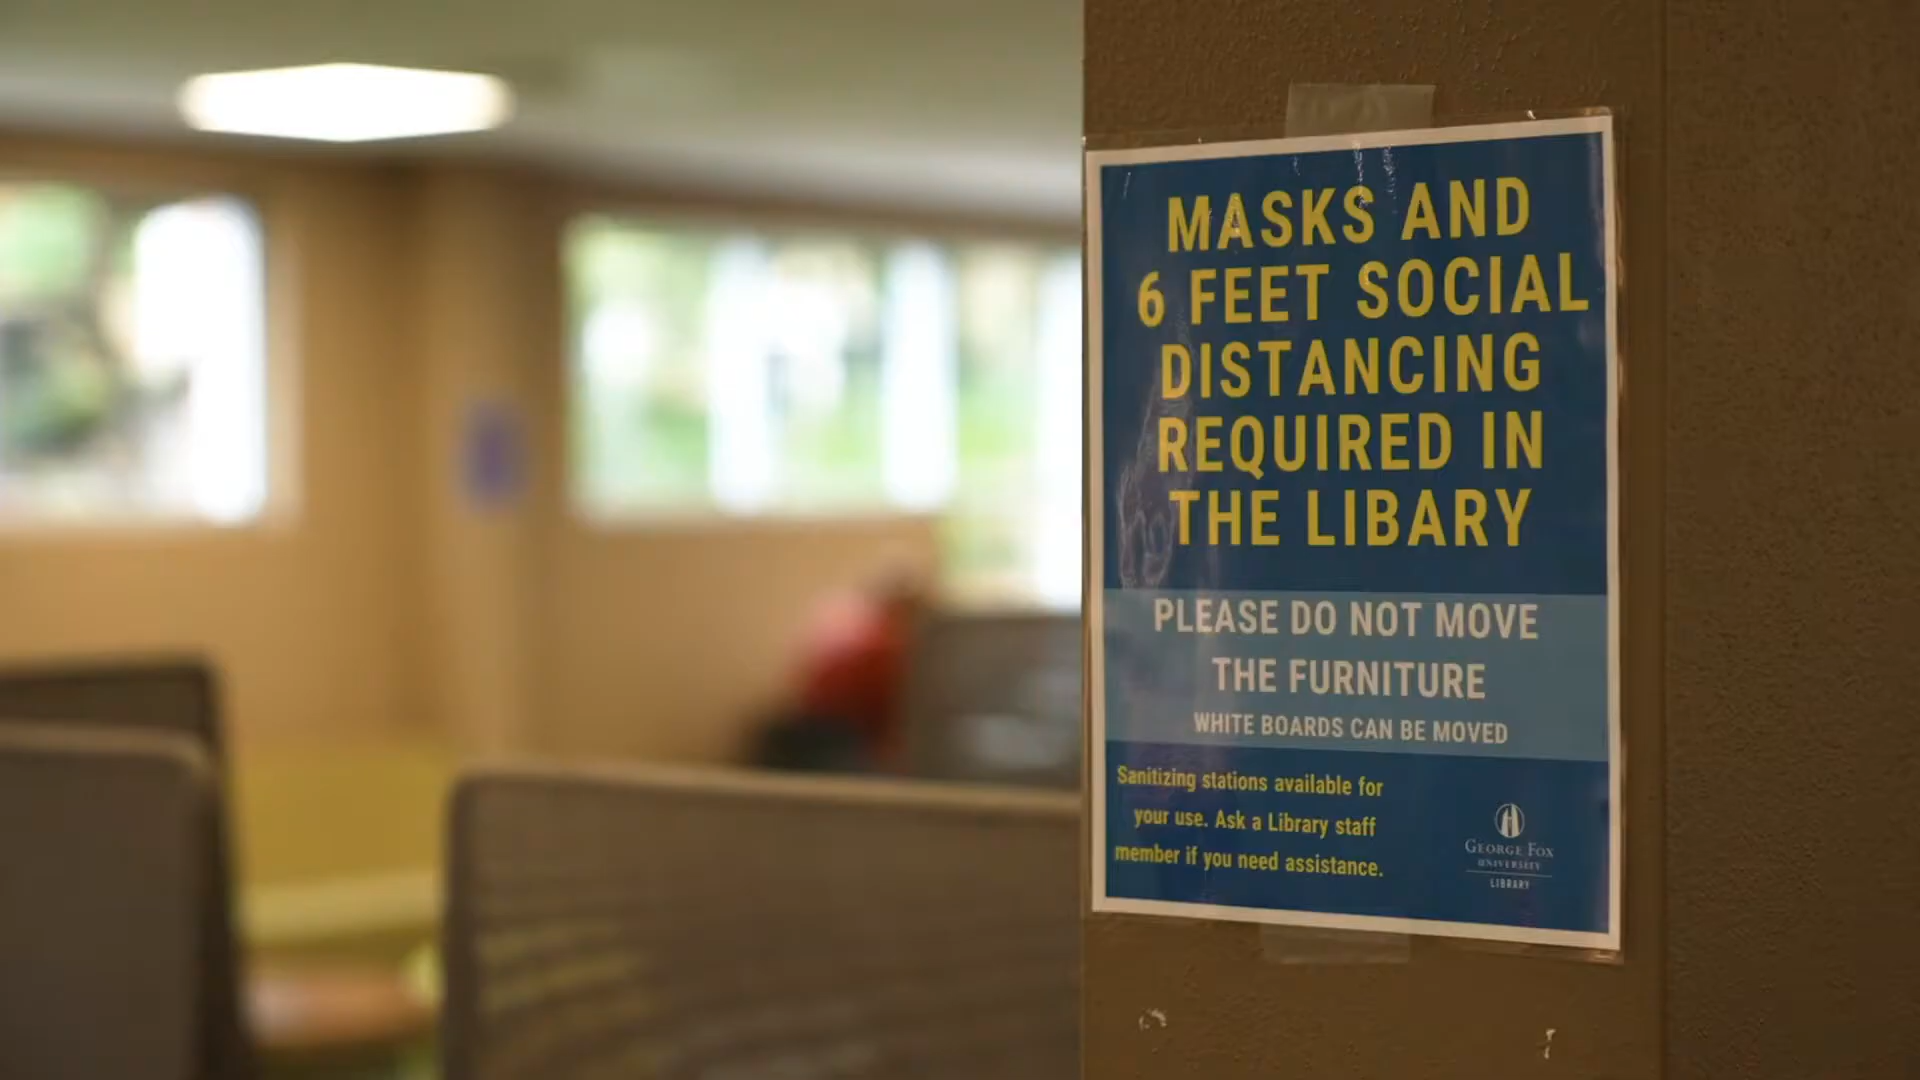 MASKS AND
6 FEET SOCIAL
DISTANCING
REQUIRED IN
THE LIBARY
PLEASE DO NOT MOVE
THE FURNITURE
WHITE BOARDS CAN BE MOVED
Sanitizing stations available for
your use. Ask a Library staff
member if you need assistance.
GEORGE FOX
UNIVERSITY
LIBRARY